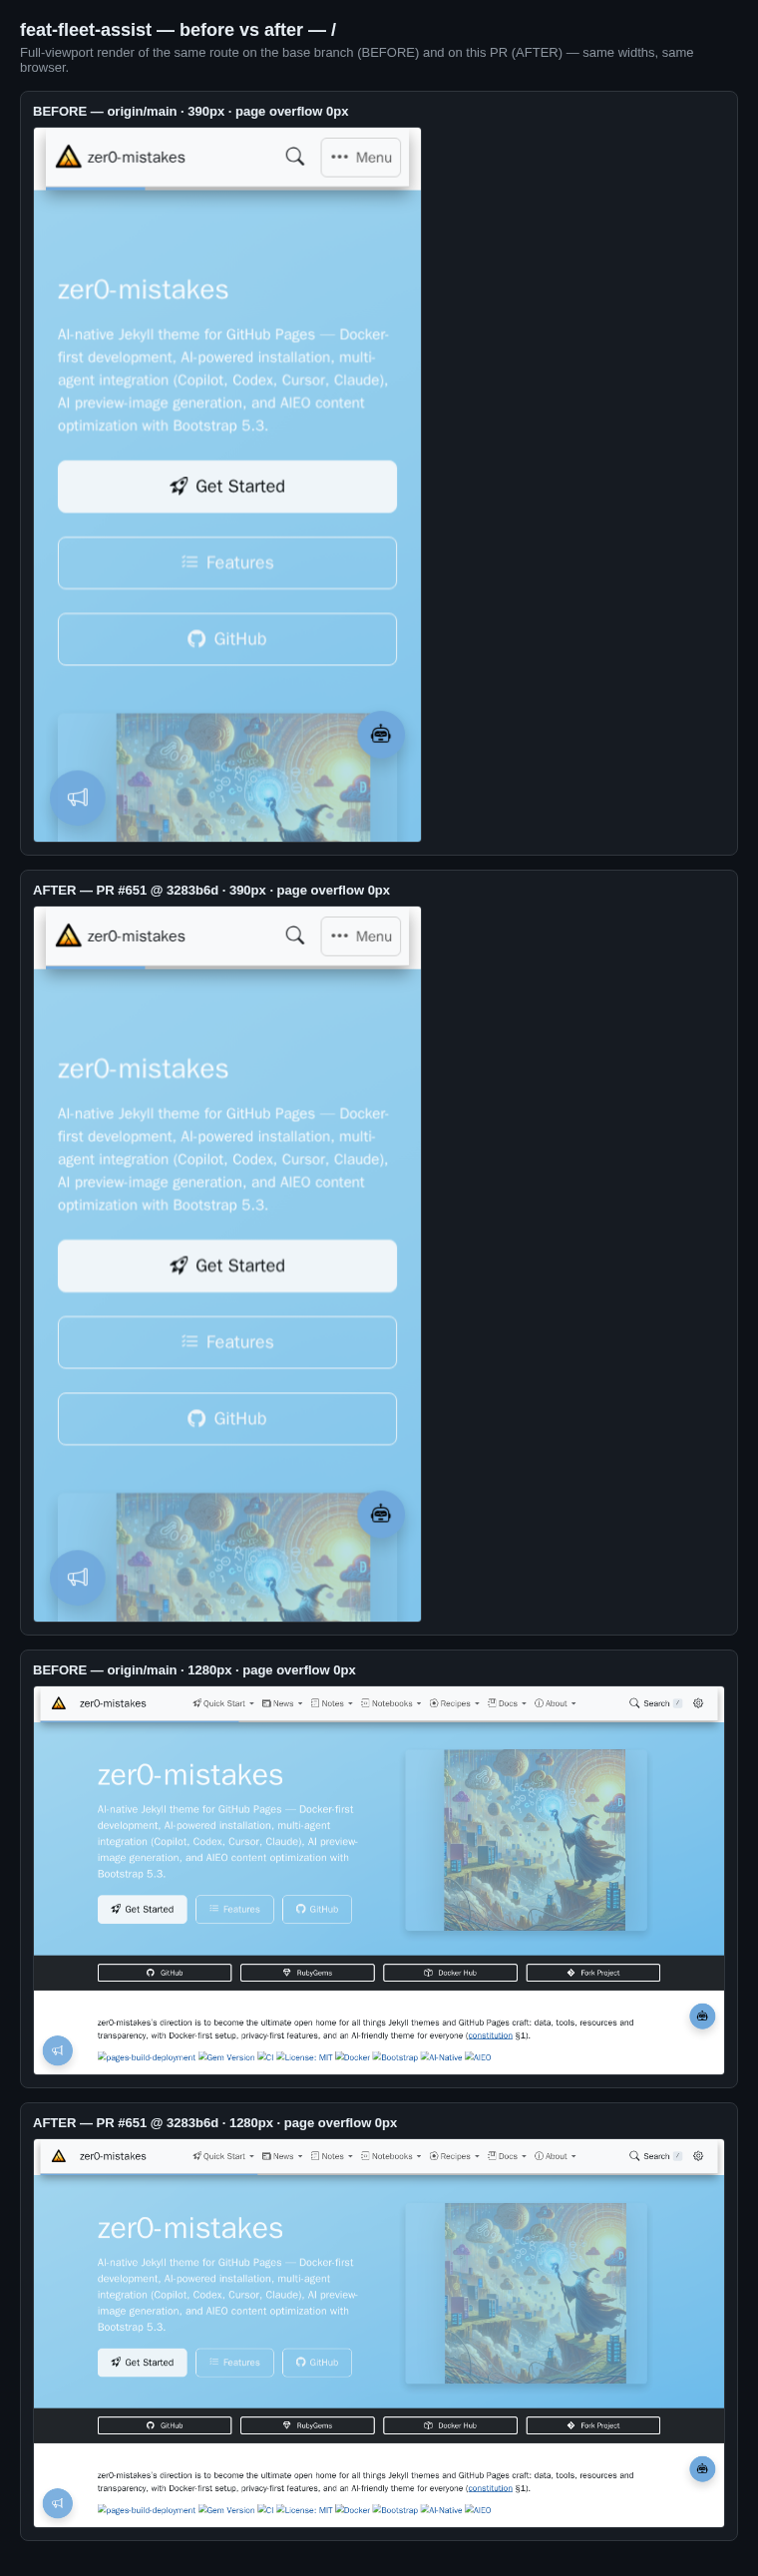 feat-fleet-assist — before vs after — /
Full-viewport render of the same route on the base branch (BEFORE) and on this PR (AFTER) — same widths, same
browser.
BEFORE — origin/main · 390px · page overflow 0px
zer0-mistakes
••• Menu
zer0-mistakes
AI-native Jekyll theme for GitHub Pages — Docker-
first development, AI-powered installation, multi-
agent integration (Copilot, Codex, Cursor, Claude),
AI preview-image generation, and AIEO content
optimization with Bootstrap 5.3.
Get Started
Features
GitHub
AFTER — PR #651 @ 3283b6d · 390px · page overflow 0px
zer0-mistakes
••• Menu
zer0-mistakes
AI-native Jekyll theme for GitHub Pages — Docker-
first development, AI-powered installation, multi-
agent integration (Copilot, Codex, Cursor, Claude),
AI preview-image generation, and AIEO content
optimization with Bootstrap 5.3.
Get Started
Features
GitHub
BEFORE — origin/main · 1280px · page overflow 0px
zer0-mistakes Quick Start News Notes Notebooks Recipes Docs About Search /
zer0-mistakes
AI-native Jekyll theme for GitHub Pages — Docker-first
development, AI-powered installation, multi-agent
integration (Copilot, Codex, Cursor, Claude), AI preview-
image generation, and AIEO content optimization with
Bootstrap 5.3.
Get Started Features GitHub
GitHub RubyGems Docker Hub Fork Project
zer0-mistakes's direction is to become the ultimate open home for all things Jekyll themes and GitHub Pages craft: data, tools, resources and
transparency, with Docker-first setup, privacy-first features, and an AI-friendly theme for everyone (constitution §1).
pages-build-deployment Gem Version CI License: MIT Docker Bootstrap AI-Native AIEO
AFTER — PR #651 @ 3283b6d · 1280px · page overflow 0px
zer0-mistakes Quick Start News Notes Notebooks Recipes Docs About Search /
zer0-mistakes
AI-native Jekyll theme for GitHub Pages — Docker-first
development, AI-powered installation, multi-agent
integration (Copilot, Codex, Cursor, Claude), AI preview-
image generation, and AIEO content optimization with
Bootstrap 5.3.
Get Started Features GitHub
GitHub RubyGems Docker Hub Fork Project
zer0-mistakes's direction is to become the ultimate open home for all things Jekyll themes and GitHub Pages craft: data, tools, resources and
transparency, with Docker-first setup, privacy-first features, and an AI-friendly theme for everyone (constitution §1).
pages-build-deployment Gem Version CI License: MIT Docker Bootstrap AI-Native AIEO